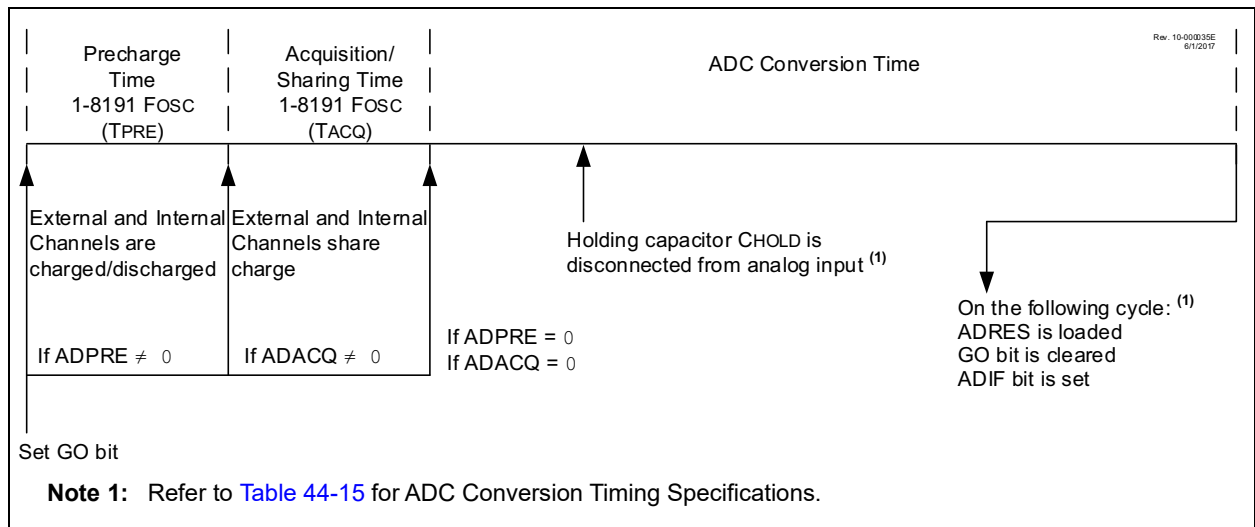 Rev. 10-000035E
6/1/2017
Precharge
Time
1-8191 FOSC
(TPRE)
Acquisition/
Sharing Time
1-8191 FOSC
(TACQ)
ADC Conversion Time
External and Internal
Channels are
charged/discharged
External and Internal
Channels share
charge
Holding capacitor CHOLD is
disconnected from analog input (1)
If ADPRE ≠ 0
If ADACQ ≠ 0
If ADPRE = 0
If ADACQ = 0
On the following cycle: (1)
ADRES is loaded
GO bit is cleared
ADIF bit is set
Set GO bit
Note 1: Refer to Table 44-15 for ADC Conversion Timing Specifications.